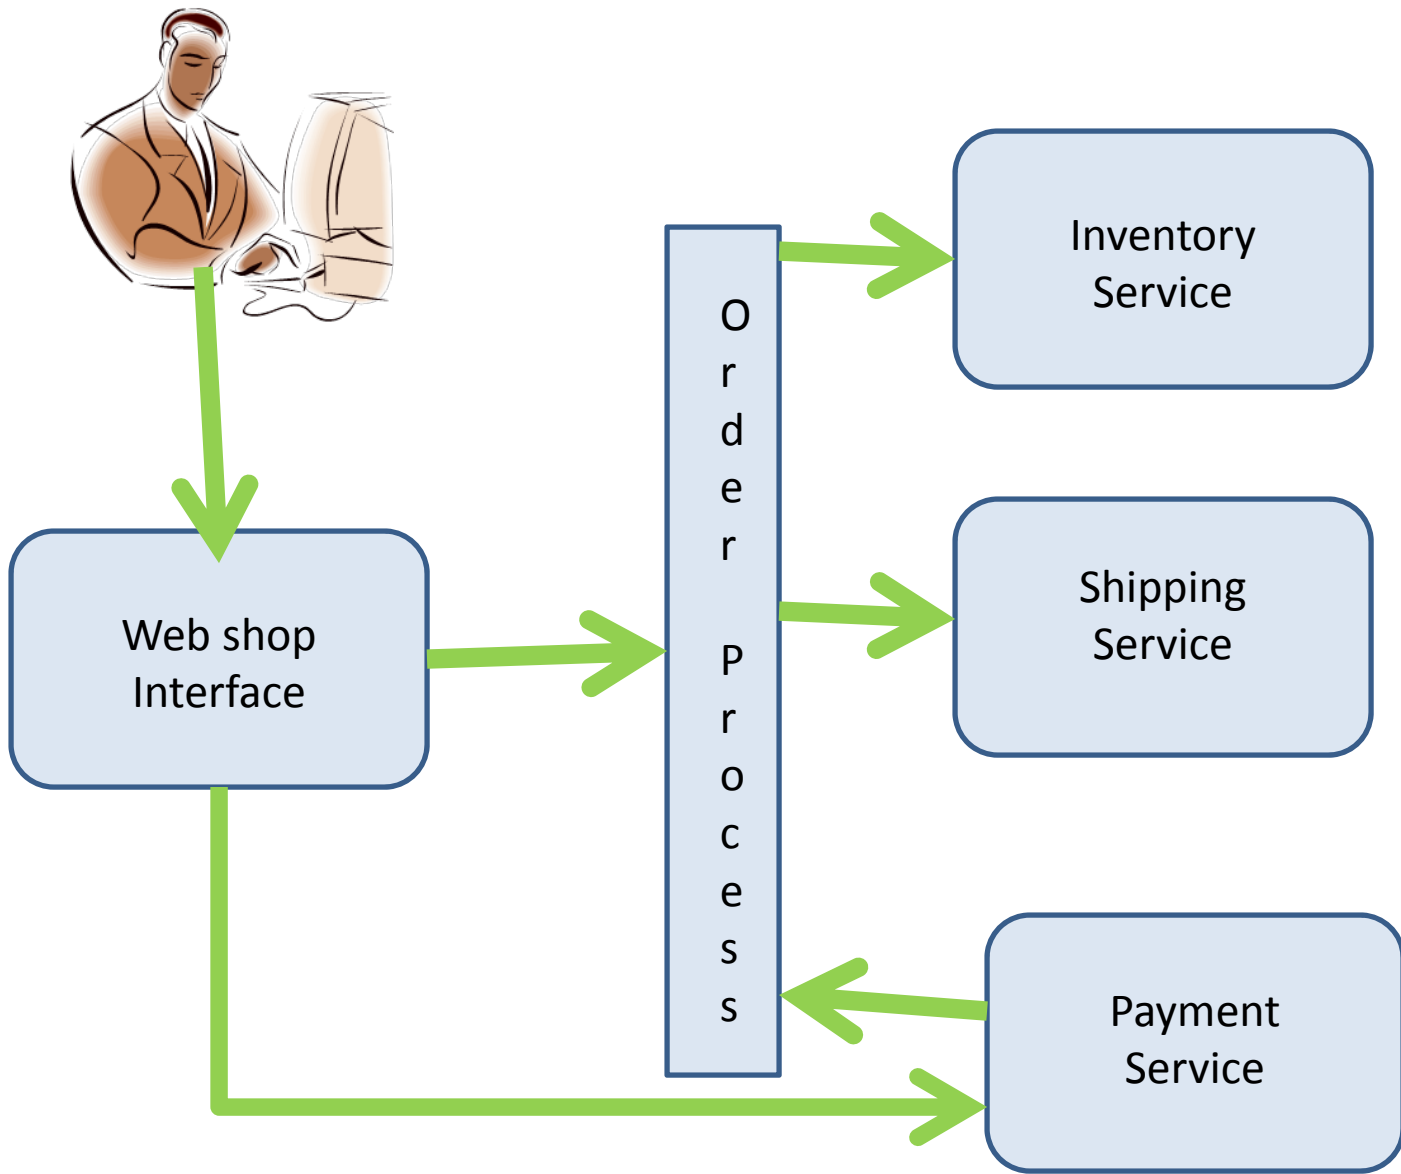 Inventory
Service
O
r
d
e
r
P
r
o
c
e
s
s
Shipping
Service
Web shop
Interface
Payment
Service